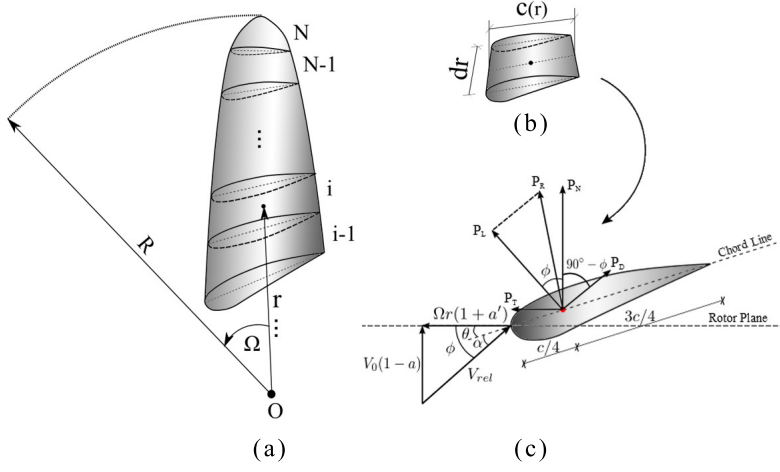 N
N-1
⋮
i
i-1
R
r
⋮
Ω
O
(a)
c(r)
dr
(b)
P_R
P_N
P_L
ϕ
90° − ϕ
P_D
Chord Line
P_T
Ωr(1 + a′)
Rotor Plane
θ
α
ϕ
V_0(1−a)
V_rel
c/4
3c/4
(c)